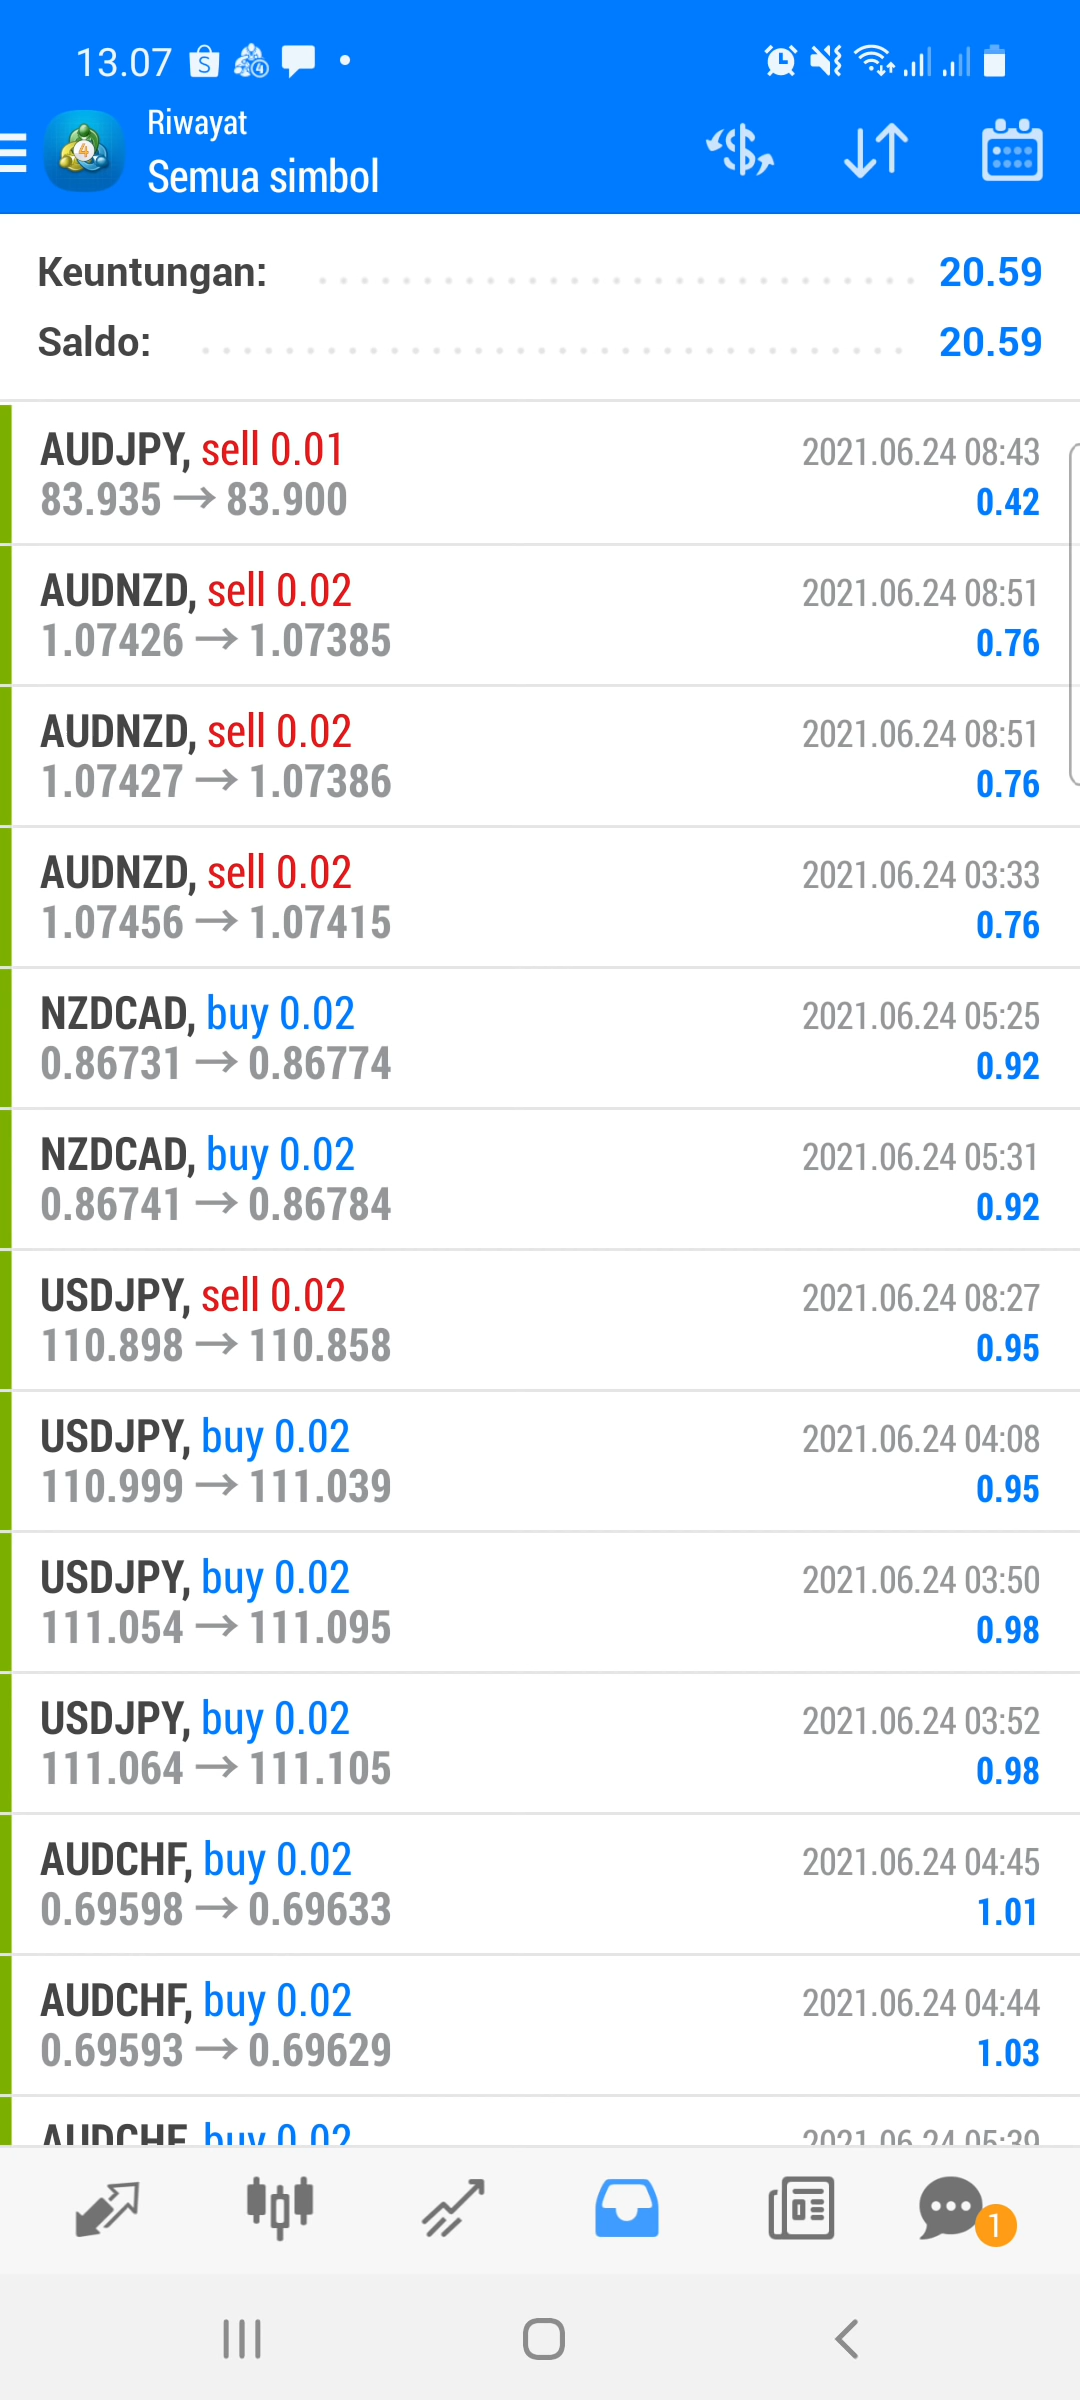 13.07
Riwayat
Semua simbol
Keuntungan: 20.59
Saldo: 20.59
AUDJPY, sell 0.01 2021.06.24 08:43
83.935 → 83.900 0.42
AUDNZD, sell 0.02 2021.06.24 08:51
1.07426 → 1.07385 0.76
AUDNZD, sell 0.02 2021.06.24 08:51
1.07427 → 1.07386 0.76
AUDNZD, sell 0.02 2021.06.24 03:33
1.07456 → 1.07415 0.76
NZDCAD, buy 0.02 2021.06.24 05:25
0.86731 → 0.86774 0.92
NZDCAD, buy 0.02 2021.06.24 05:31
0.86741 → 0.86784 0.92
USDJPY, sell 0.02 2021.06.24 08:27
110.898 → 110.858 0.95
USDJPY, buy 0.02 2021.06.24 04:08
110.999 → 111.039 0.95
USDJPY, buy 0.02 2021.06.24 03:50
111.054 → 111.095 0.98
USDJPY, buy 0.02 2021.06.24 03:52
111.064 → 111.105 0.98
AUDCHF, buy 0.02 2021.06.24 04:45
0.69598 → 0.69633 1.01
AUDCHF, buy 0.02 2021.06.24 04:44
0.69593 → 0.69629 1.03
AUDCHF buy 0.02 2021.06.24 05:39
1